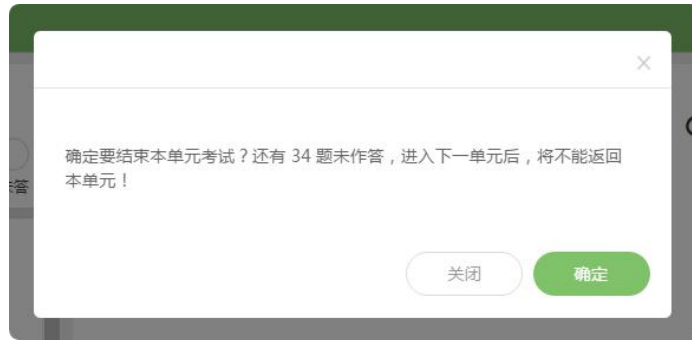 确定要结束本单元考试？还有 34 题未作答，进入下一单元后，将不能返回
本单元！
答
关闭
确定